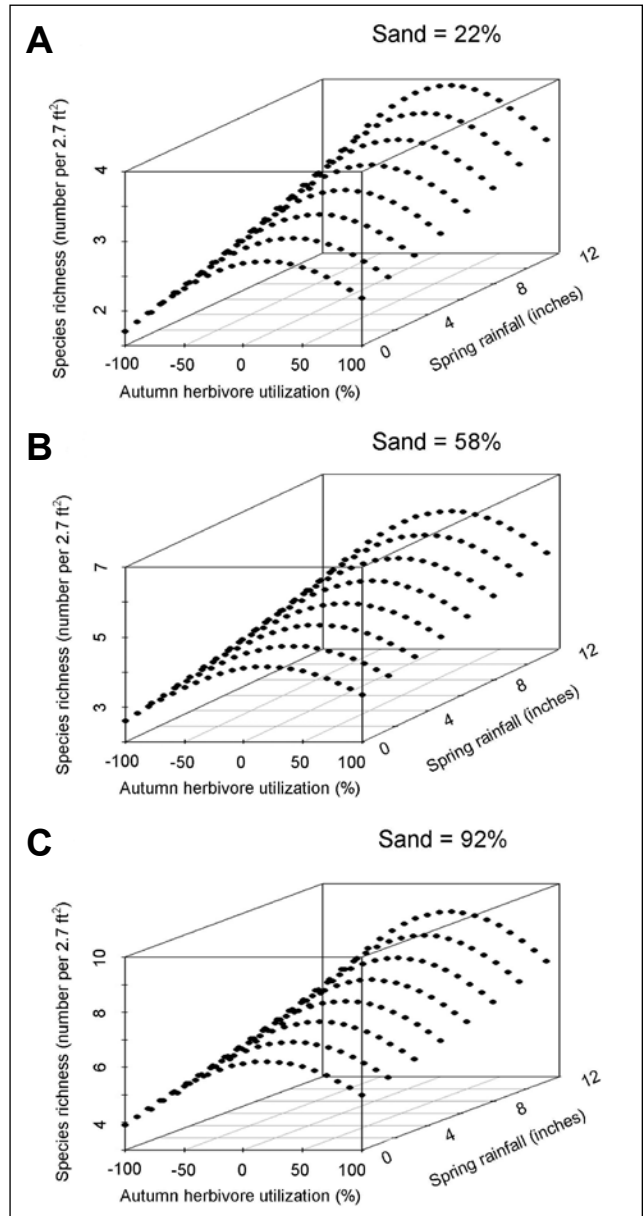 A
Sand = 22%
Species richness (number per 2.7 ft²)
4
3
2
-100 -50 0 50 100
Autumn herbivore utilization (%)
0 4 8 12
Spring rainfall (inches)
B
Sand = 58%
Species richness (number per 2.7 ft²)
7
5
3
-100 -50 0 50 100
Autumn herbivore utilization (%)
0 4 8 12
Spring rainfall (inches)
C
Sand = 92%
Species richness (number per 2.7 ft²)
10
8
6
4
-100 -50 0 50 100
Autumn herbivore utilization (%)
0 4 8 12
Spring rainfall (inches)